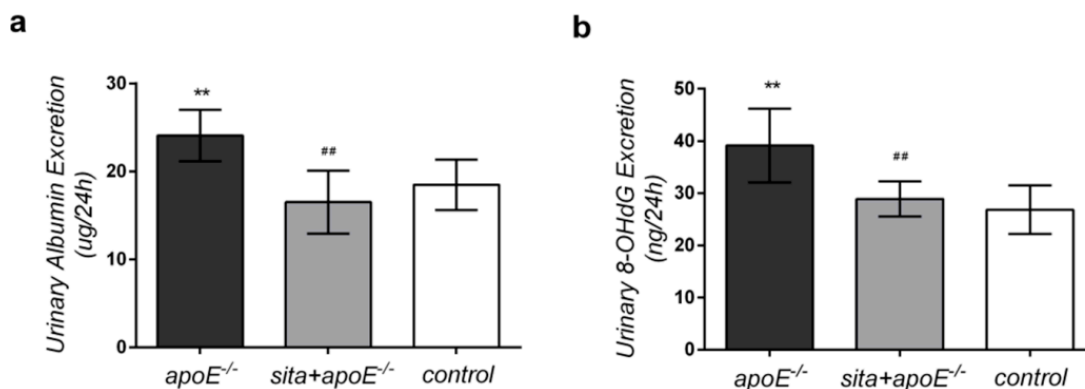 a
Urinary Albumin Excretion
(ug/24h)
30
20
10
0
**
##
apoE-/-
sita+apoE-/-
control
b
Urinary 8-OHdG Excretion
(ng/24h)
50
40
30
20
10
0
**
##
apoE-/-
sita+apoE-/-
control